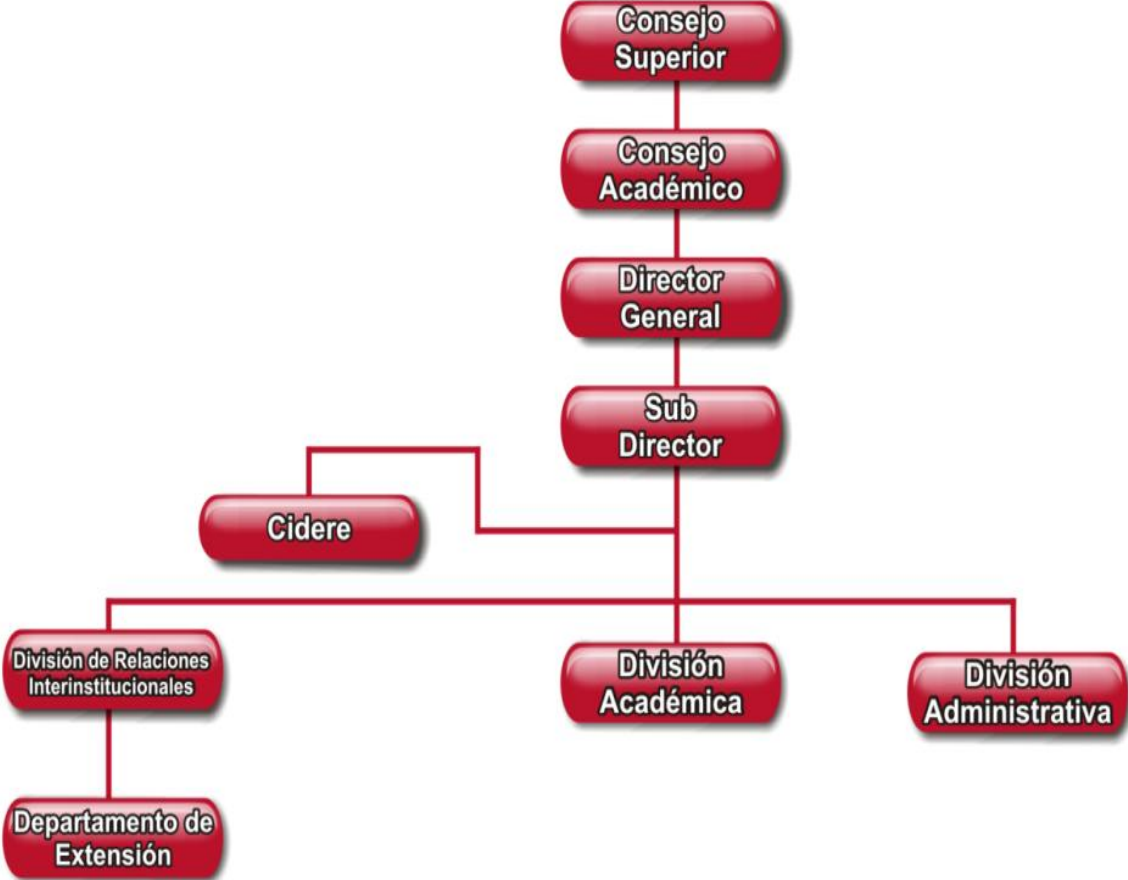 Consejo
Superior
Consejo
Académico
Director
General
Sub
Director
Cidere
División de Relaciones
Interinstitucionales
División
Académica
División
Administrativa
Departamento de
Extensión